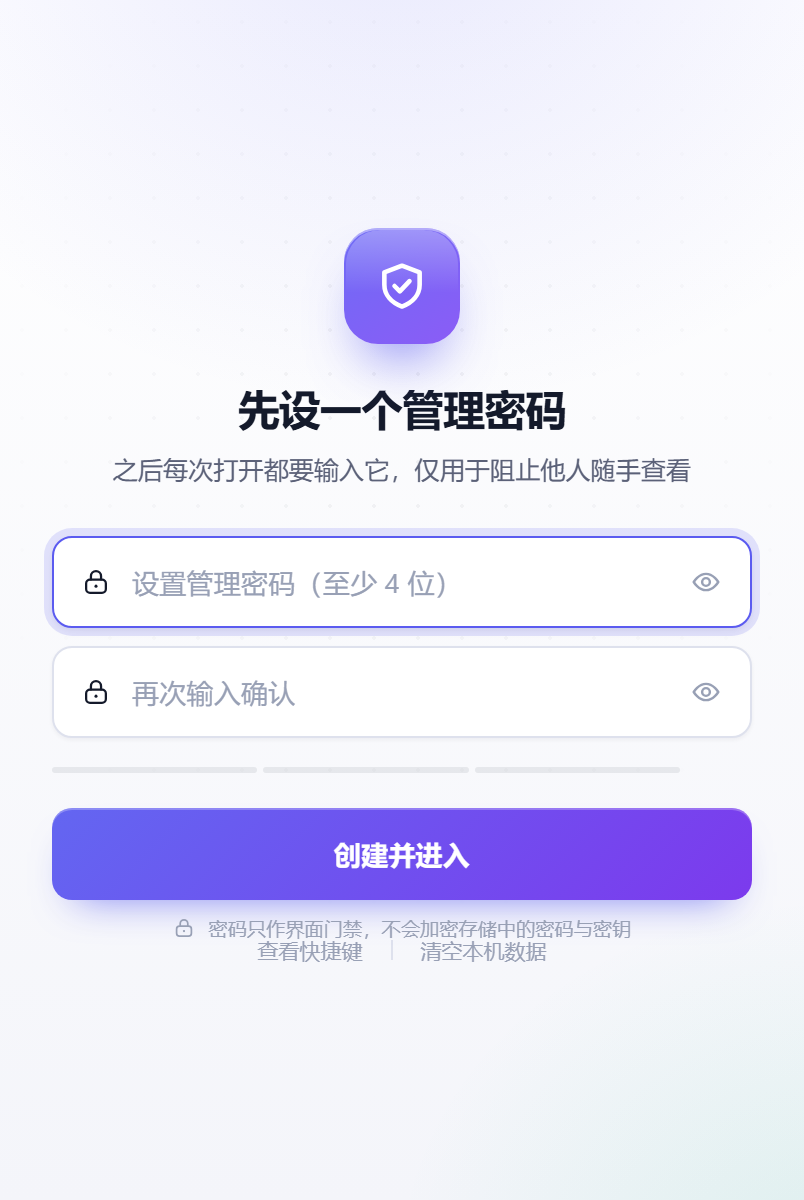 先设一个管理密码
之后每次打开都要输入它，仅用于阻止他人随手查看
设置管理密码（至少 4 位）
再次输入确认
创建并进入
密码只作界面门禁，不会加密存储中的密码与密钥
查看快捷键
清空本机数据